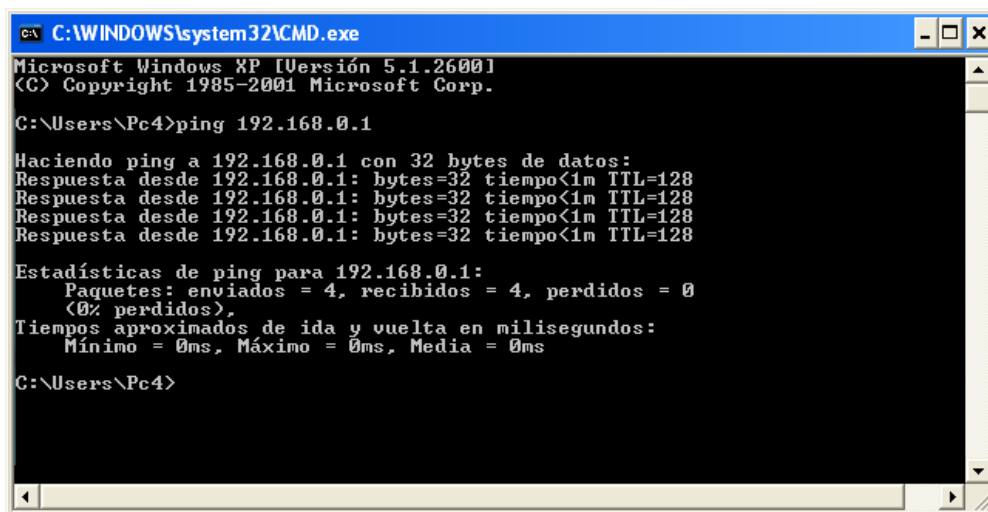 C:\WINDOWS\system32\CMD.exe
Microsoft Windows XP [Versión 5.1.2600]
(C) Copyright 1985-2001 Microsoft Corp.
C:\Users\Pc4>ping 192.168.0.1
Haciendo ping a 192.168.0.1 con 32 bytes de datos:
Respuesta desde 192.168.0.1: bytes=32 tiempo<1m TTL=128
Respuesta desde 192.168.0.1: bytes=32 tiempo<1m TTL=128
Respuesta desde 192.168.0.1: bytes=32 tiempo<1m TTL=128
Respuesta desde 192.168.0.1: bytes=32 tiempo<1m TTL=128
Estadísticas de ping para 192.168.0.1:
Paquetes: enviados = 4, recibidos = 4, perdidos = 0
(0% perdidos),
Tiempos aproximados de ida y vuelta en milisegundos:
Mínimo = 0ms, Máximo = 0ms, Media = 0ms
C:\Users\Pc4>